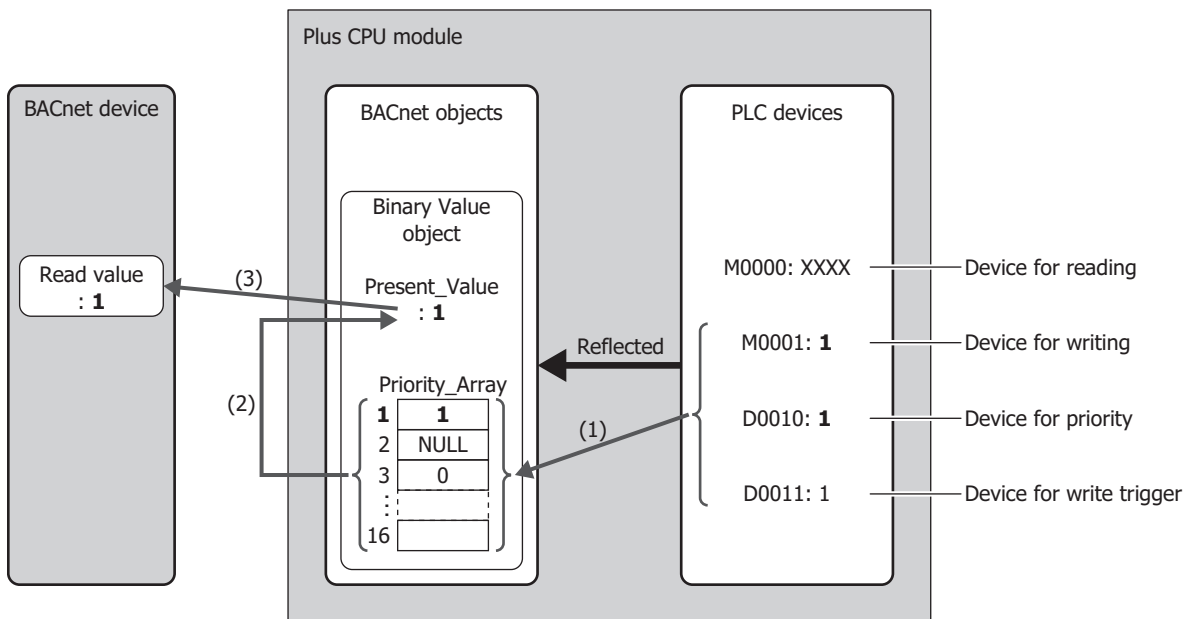 Plus CPU module
BACnet device
BACnet objects
PLC devices
Binary Value
object
Read value
: 1
(3)
Present_Value
: 1
M0000: XXXX
Device for reading
Reflected
M0001: 1
Device for writing
(2)
Priority_Array
1 1
2 NULL
3 0
:
16
(1)
D0010: 1
Device for priority
D0011: 1
Device for write trigger